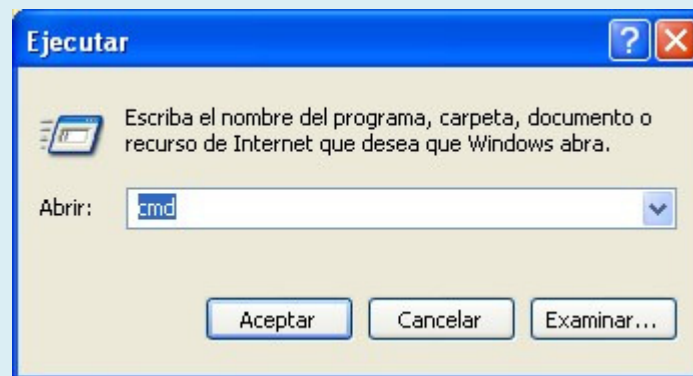 Ejecutar
Escriba el nombre del programa, carpeta, documento o
recurso de Internet que desea que Windows abra.
Abrir: cmd
Aceptar Cancelar Examinar...